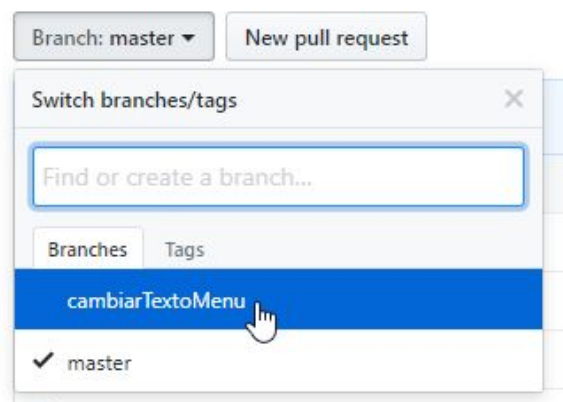 Branch: master New pull request
Switch branches/tags
Find or create a branch...
Branches Tags
cambiarTextoMenu
master